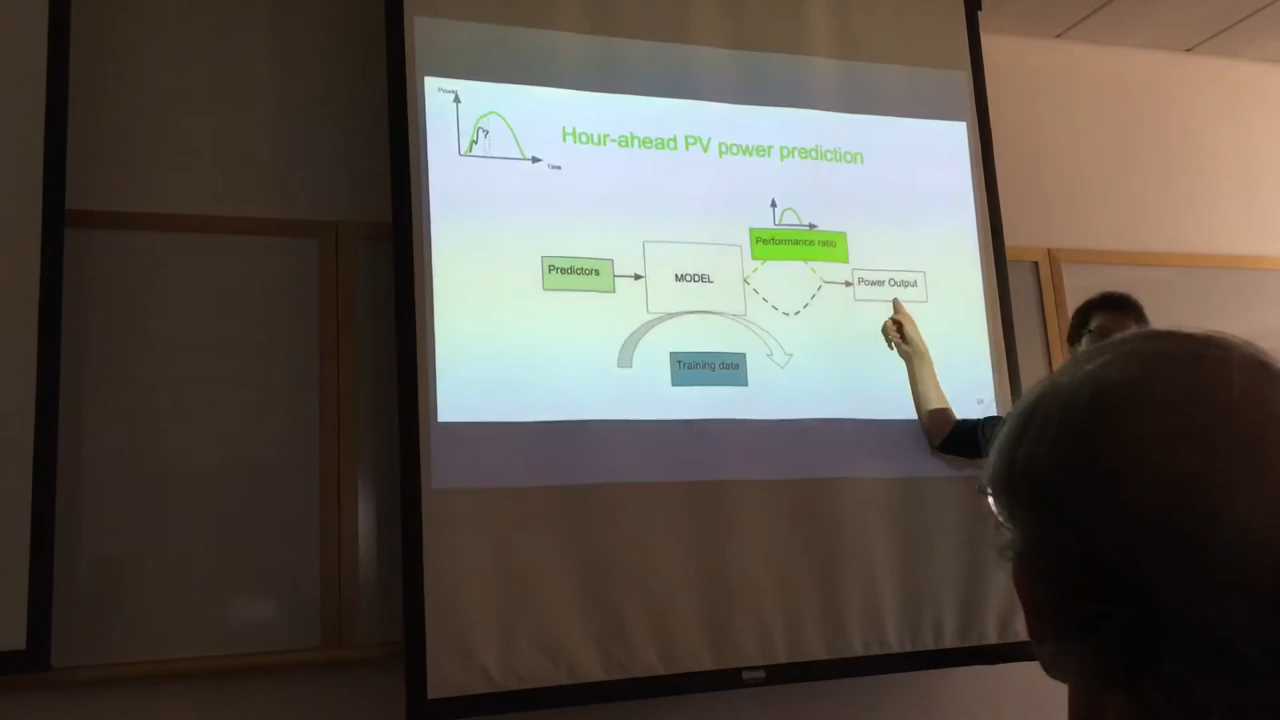 Power
?
Time
Hour-ahead PV power prediction
Performance ratio
Predictors
MODEL
Power Output
Training data